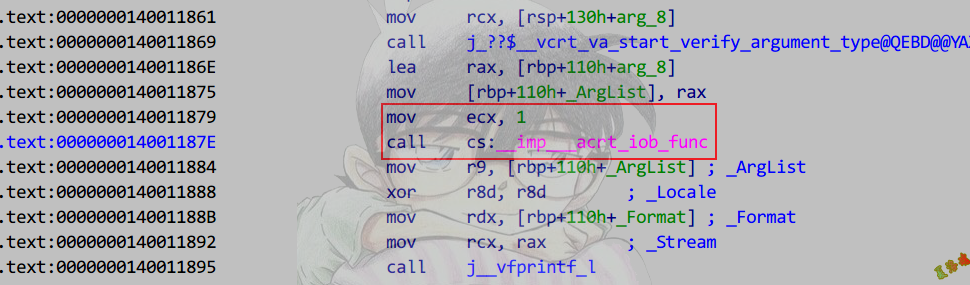 .text:0000000140011861 mov rcx, [rsp+130h+arg_8]
.text:0000000140011869 call j_??$__vcrt_va_start_verify_argument_type@QEBD@@YAX
.text:000000014001186E lea rax, [rbp+110h+arg_8]
.text:0000000140011875 mov [rbp+110h+_ArgList], rax
.text:0000000140011879 mov ecx, 1
.text:000000014001187E call cs:__imp___acrt_iob_func
.text:0000000140011884 mov r9, [rbp+110h+_ArgList] ; _ArgList
.text:0000000140011888 xor r8d, r8d ; _Locale
.text:000000014001188B mov rdx, [rbp+110h+_Format] ; _Format
.text:0000000140011892 mov rcx, rax ; _Stream
.text:0000000140011895 call j__vfprintf_l